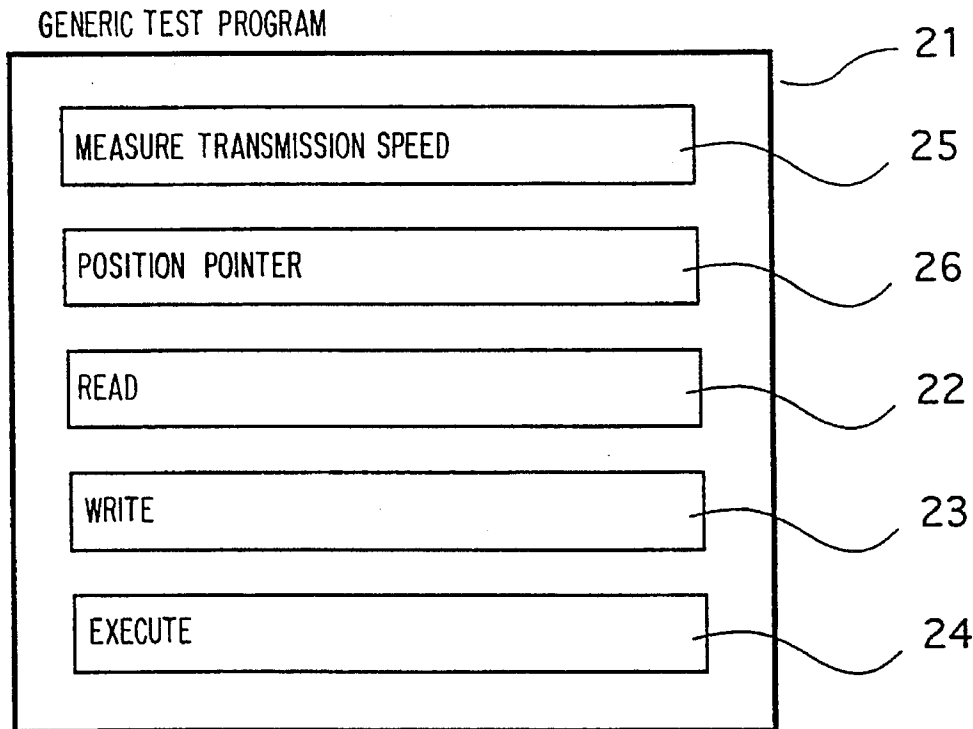 GENERIC TEST PROGRAM
21
MEASURE TRANSMISSION SPEED
25
POSITION POINTER
26
READ
22
WRITE
23
EXECUTE
24